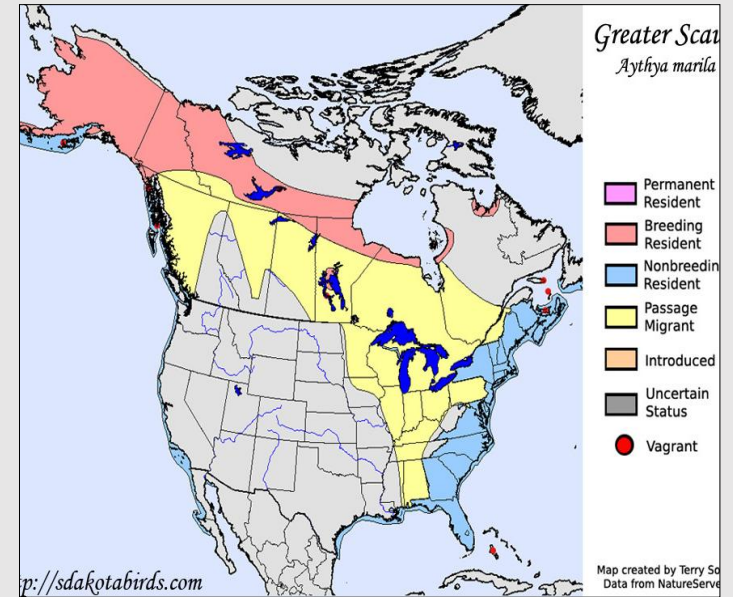 Greater Scau
Aythya marila
Permanent
Resident
Breeding
Resident
Nonbreedin
Resident
Passage
Migrant
Introduced
Uncertain
Status
Vagrant
Map created by Terry So
Data from NatureServe
p://sdakotabirds.com